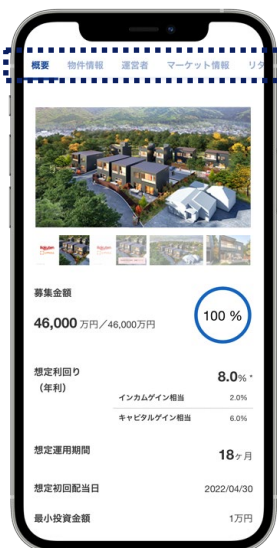 概要 物件情報 運営者 マーケット情報 リタ
募集金額
46,000 万円／46,000万円
100 %
想定利回り
(年利)
8.0% *
インカムゲイン相当 2.0%
キャピタルゲイン相当 6.0%
想定運用期間
18ヶ月
想定初回配当日
2022/04/30
最小投資金額
1万円